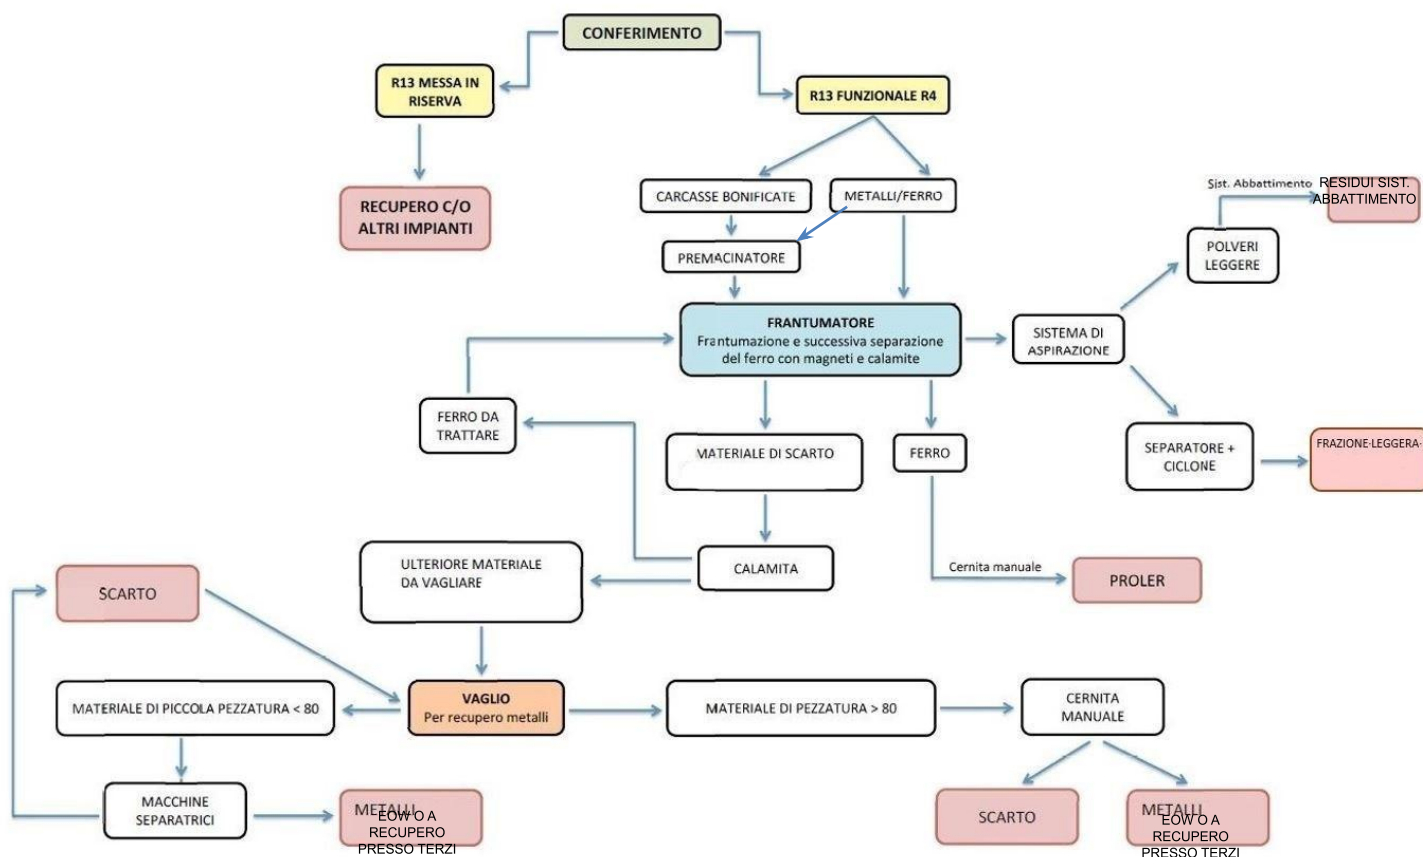 CONFERIMENTO
R13 MESSA IN
RISERVA
R13 FUNZIONALE R4
RECUPERO C/O
ALTRI IMPIANTI
CARCASSE BONIFICATE
METALLI/FERRO
Sist. Abbattimento
RESIDUI SIST.
ABBATTIMENTO
PREMACINATORE
POLVERI
LEGGERE
FRANTUMATORE
Frantumazione e successiva separazione
del ferro con magneti e calamite
SISTEMA DI
ASPIRAZIONE
FERRO DA
TRATTARE
MATERIALE DI SCARTO
FERRO
SEPARATORE +
CICLONE
FRAZIONE LEGGERA
ULTERIORE MATERIALE
DA VAGLIARE
CALAMITA
Cernita manuale
PROLER
SCARTO
MATERIALE DI PICCOLA PEZZATURA < 80
VAGLIO
Per recupero metalli
MATERIALE DI PEZZATURA > 80
CERNITA
MANUALE
MACCHINE
SEPARATRICI
METALLI
EOW O A
RECUPERO
PRESSO TERZI
SCARTO
METALLI
EOW O A
RECUPERO
PRESSO TERZI